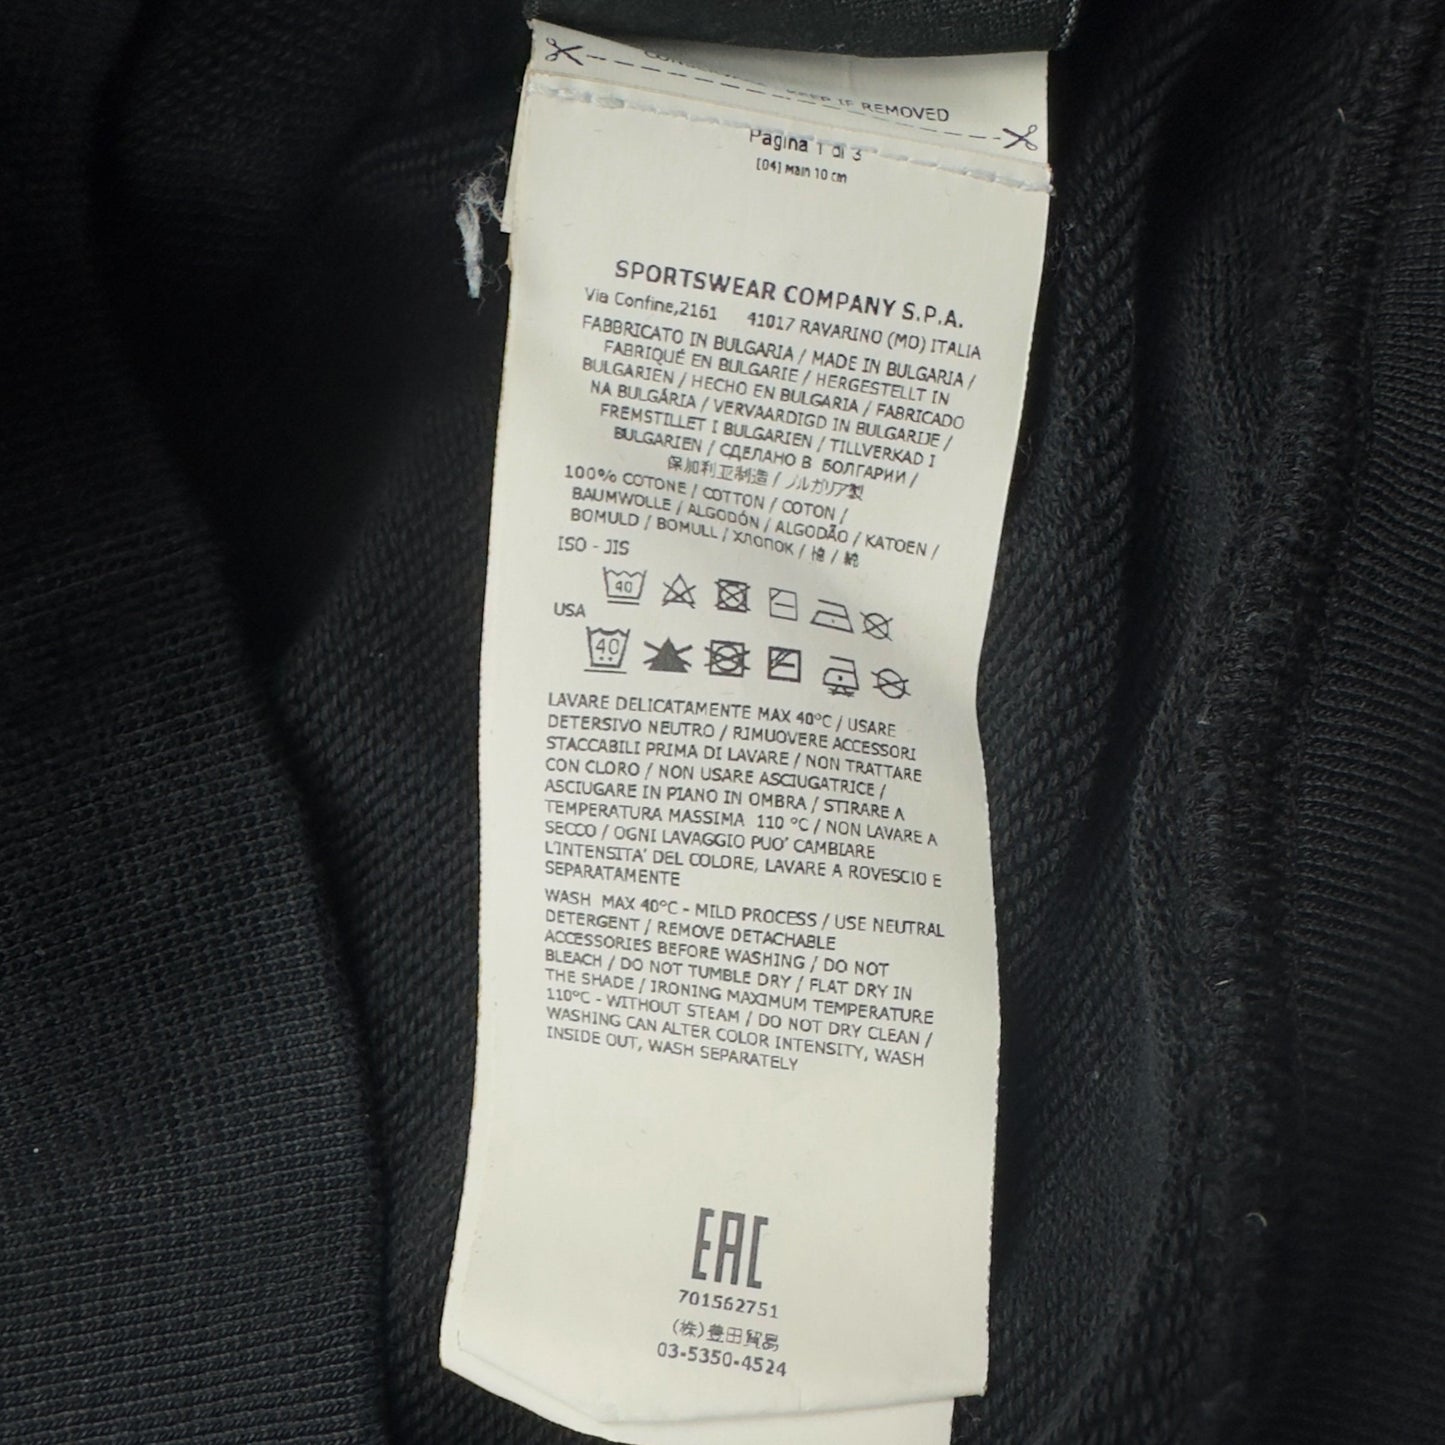 KEEP IF REMOVED
Pagina 1 di 3
[04] Main 10 cm
SPORTSWEAR COMPANY S.P.A.
Via Confine,2161 41017 RAVARINO (MO) ITALIA
FABBRICATO IN BULGARIA / MADE IN BULGARIA /
FABRIQUÉ EN BULGARIE / HERGESTELLT IN
BULGARIEN / HECHO EN BULGARIA / FABRICADO
NA BULGÁRIA / VERVAARDIGD IN BULGARIJE /
FREMSTILLET I BULGARIEN / TILLVERKAD I
BULGARIEN / СДЕЛАНО В БОЛГАРИИ /
保加利亚制造 / ブルガリア製
100% COTONE / COTTON / COTON /
BAUMWOLLE / ALGODÓN / ALGODÃO / KATOEN /
BOMULD / BOMULL / хлопок / 棉 / 綿
ISO - JIS
40
USA
40
LAVARE DELICATAMENTE MAX 40°C / USARE
DETERSIVO NEUTRO / RIMUOVERE ACCESSORI
STACCABILI PRIMA DI LAVARE / NON TRATTARE
CON CLORO / NON USARE ASCIUGATRICE /
ASCIUGARE IN PIANO IN OMBRA / STIRARE A
TEMPERATURA MASSIMA 110 °C / NON LAVARE A
SECCO / OGNI LAVAGGIO PUO' CAMBIARE
L'INTENSITA' DEL COLORE, LAVARE A ROVESCIO E
SEPARATAMENTE
WASH MAX 40°C - MILD PROCESS / USE NEUTRAL
DETERGENT / REMOVE DETACHABLE
ACCESSORIES BEFORE WASHING / DO NOT
BLEACH / DO NOT TUMBLE DRY / FLAT DRY IN
THE SHADE / IRONING MAXIMUM TEMPERATURE
110°C - WITHOUT STEAM / DO NOT DRY CLEAN /
WASHING CAN ALTER COLOR INTENSITY, WASH
INSIDE OUT, WASH SEPARATELY
EAC
701562751
(株)豊田貿易
03-5350-4524